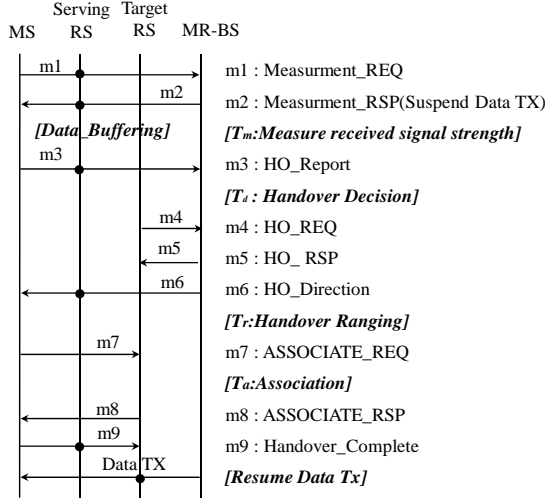 Serving Target
MS RS RS MR-BS
m1 m1 : Measurment_REQ
m2 m2 : Measurment_RSP(Suspend Data TX)
[Data_Buffering] [Tm:Measure received signal strength]
m3 m3 : HO_Report
[Td : Handover Decision]
m4 m4 : HO_REQ
m5 m5 : HO_ RSP
m6 m6 : HO_Direction
[Tr:Handover Ranging]
m7 m7 : ASSOCIATE_REQ
[Ta:Association]
m8 m8 : ASSOCIATE_RSP
m9 m9 : Handover_Complete
Data TX [Resume Data Tx]